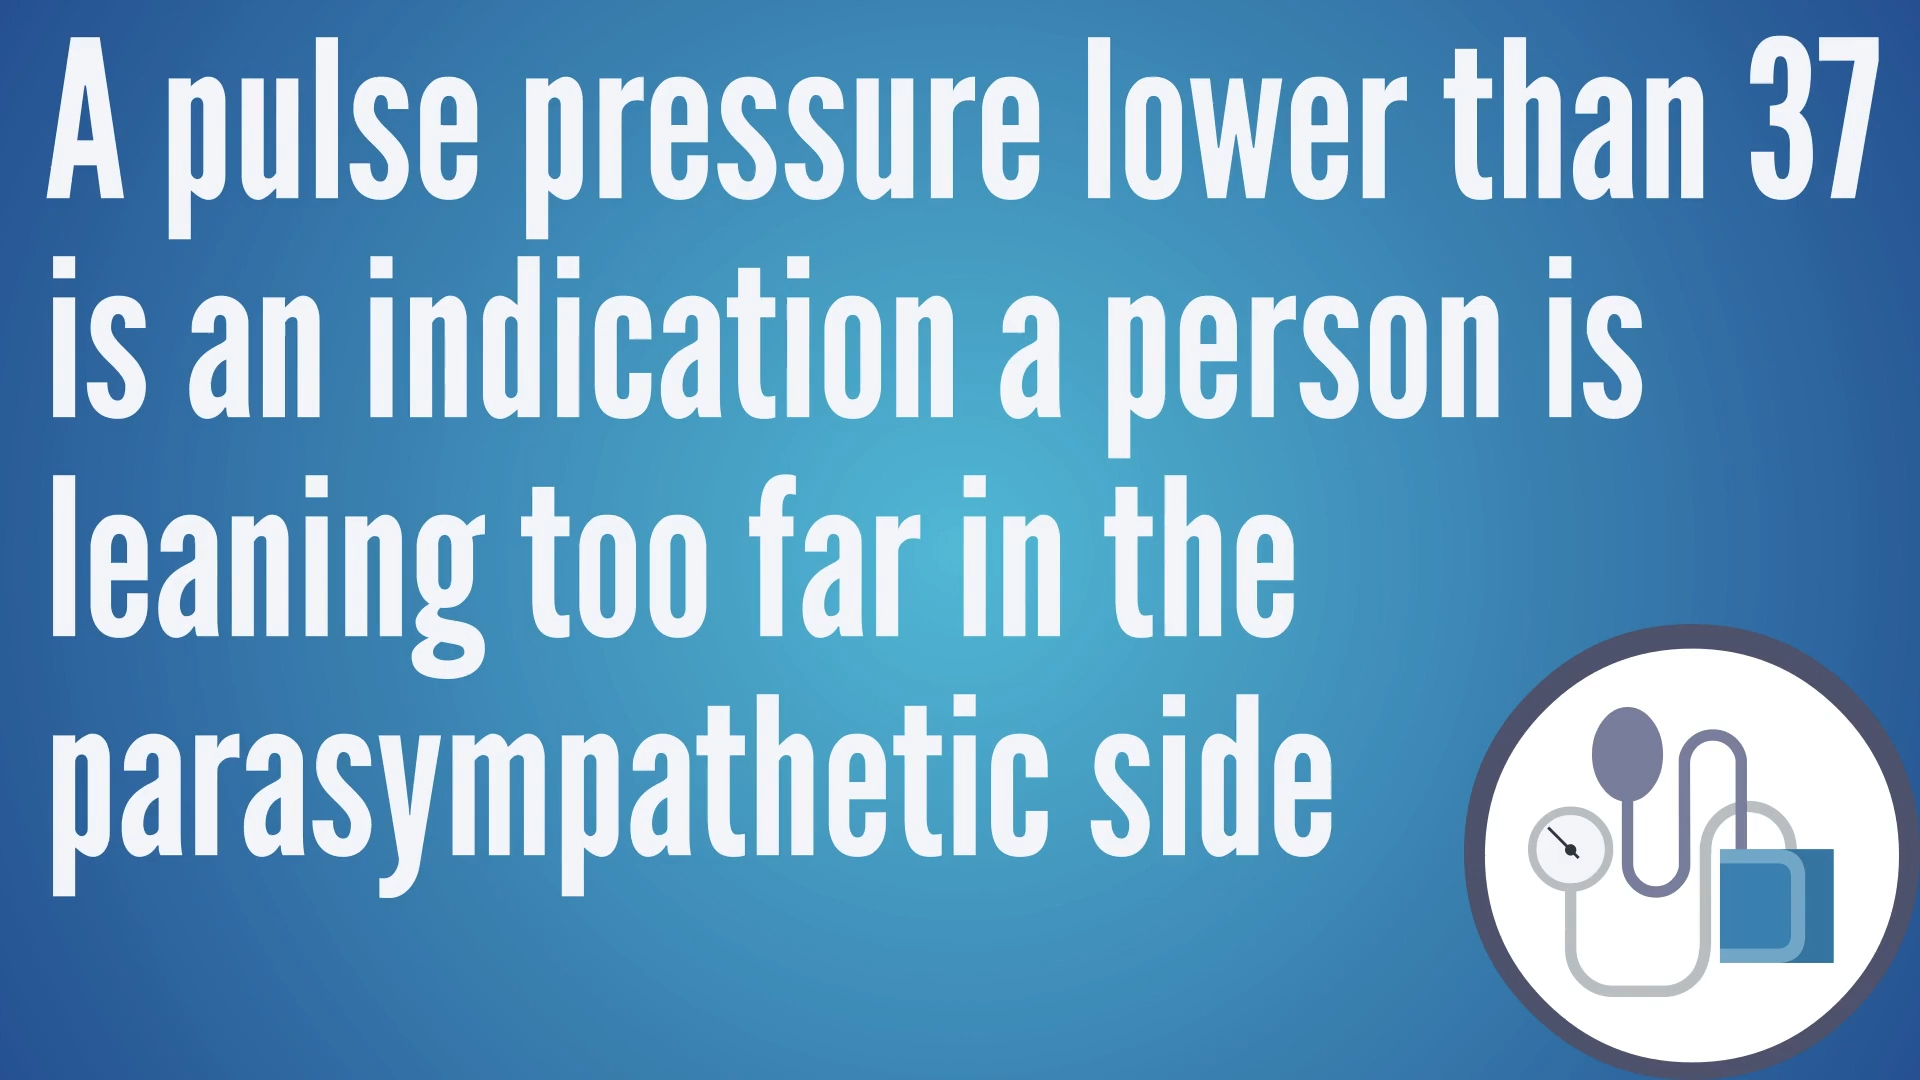 A pulse pressure lower than 37
is an indication a person is
leaning too far in the
parasympathetic side